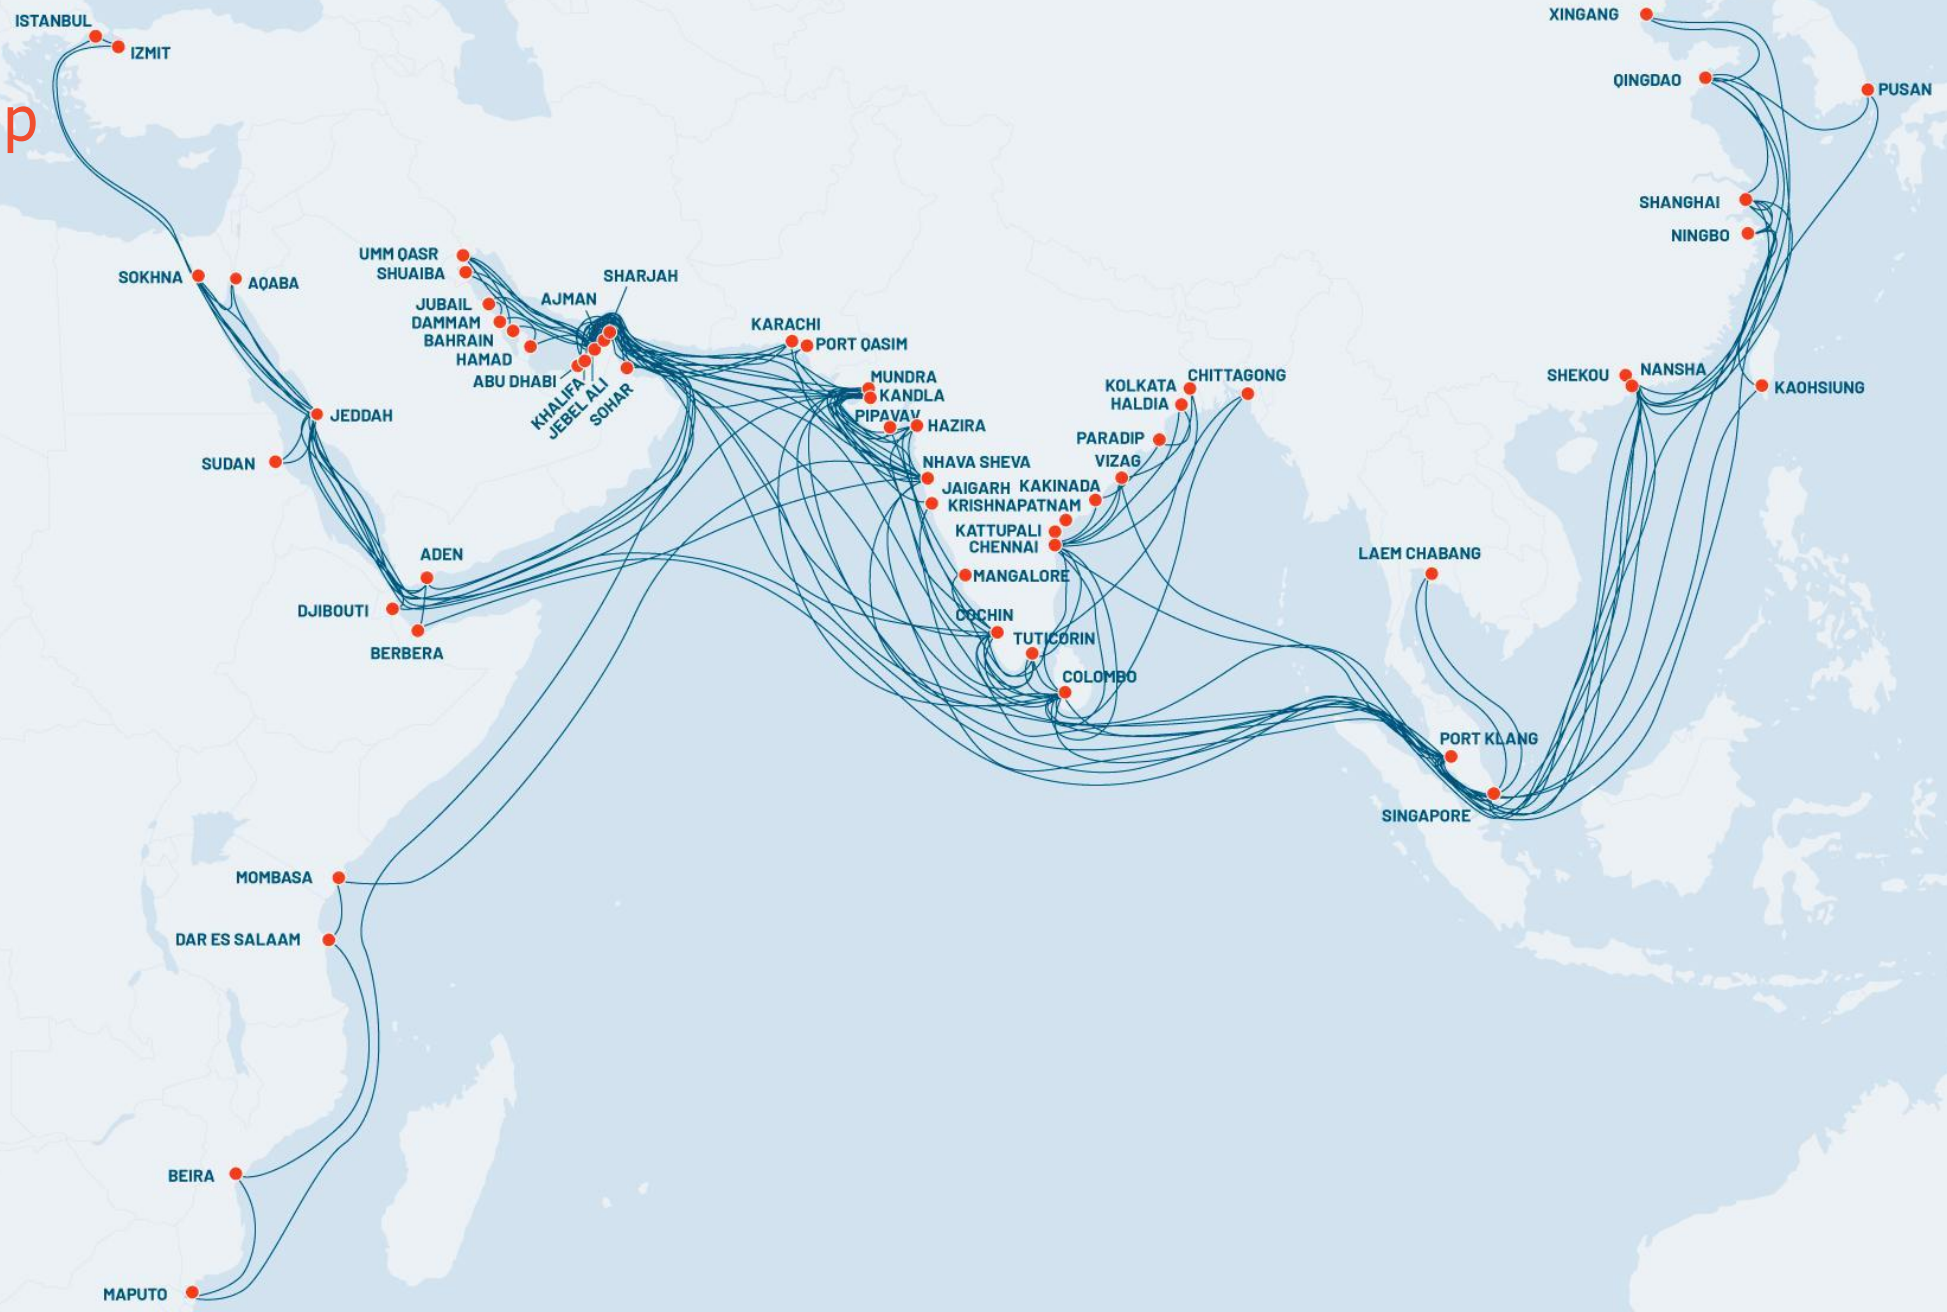 ISTANBUL
IZMIT
p
XINGANG
QINGDAO
PUSAN
SHANGHAI
NINGBO
SOKHNA
AQABA
UMM QASR
SHUAIBA
SHARJAH
JUBAIL
AJMAN
DAMMAM
BAHRAIN
HAMAD
ABU DHABI
KHALIFA
JEBEL ALI
SOHAR
KARACHI
PORT QASIM
MUNDRA
KANDLA
PIPAVAV
HAZIRA
KOLKATA
CHITTAGONG
HALDIA
SHEKOU
NANSHA
KAOHSIUNG
JEDDAH
SUDAN
PARADIP
VIZAG
NHAVA SHEVA
JAIGARH
KAKINADA
KRISHNAPATNAM
KATTUPALI
CHENNAI
LAEM CHABANG
ADEN
MANGALORE
DJIBOUTI
COCHIN
BERBERA
TUTICORIN
COLOMBO
PORT KLANG
SINGAPORE
MOMBASA
DAR ES SALAAM
BEIRA
MAPUTO